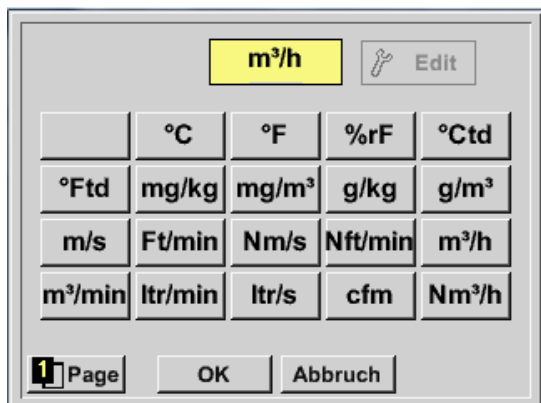 m³/h Edit
°C °F %rF °Ctd
°Ftd mg/kg mg/m³ g/kg g/m³
m/s Ft/min Nm/s Nft/min m³/h
m³/min ltr/min ltr/s cfm Nm³/h
1 Page OK Abbruch